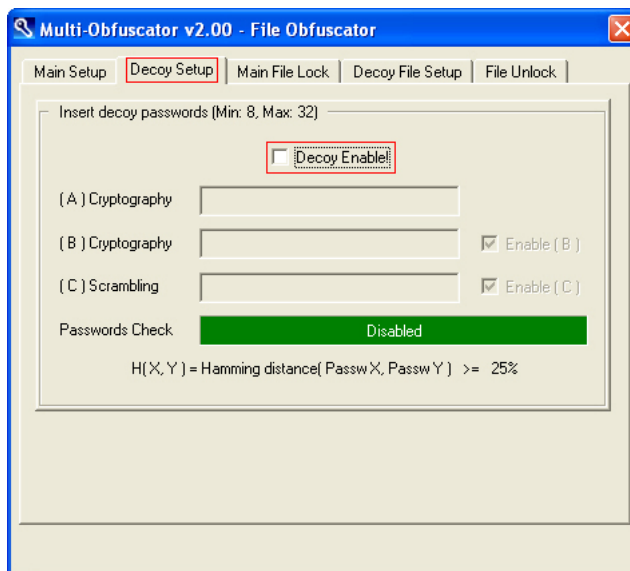 Multi-Obfuscator v2.00 - File Obfuscator
Main Setup Decoy Setup Main File Lock Decoy File Setup File Unlock
Insert decoy passwords (Min: 8, Max: 32)
Decoy Enable!
( A ) Cryptography
( B ) Cryptography Enable ( B )
( C ) Scrambling Enable ( C )
Passwords Check Disabled
H( X, Y ) = Hamming distance( Passw X, Passw Y ) >= 25%